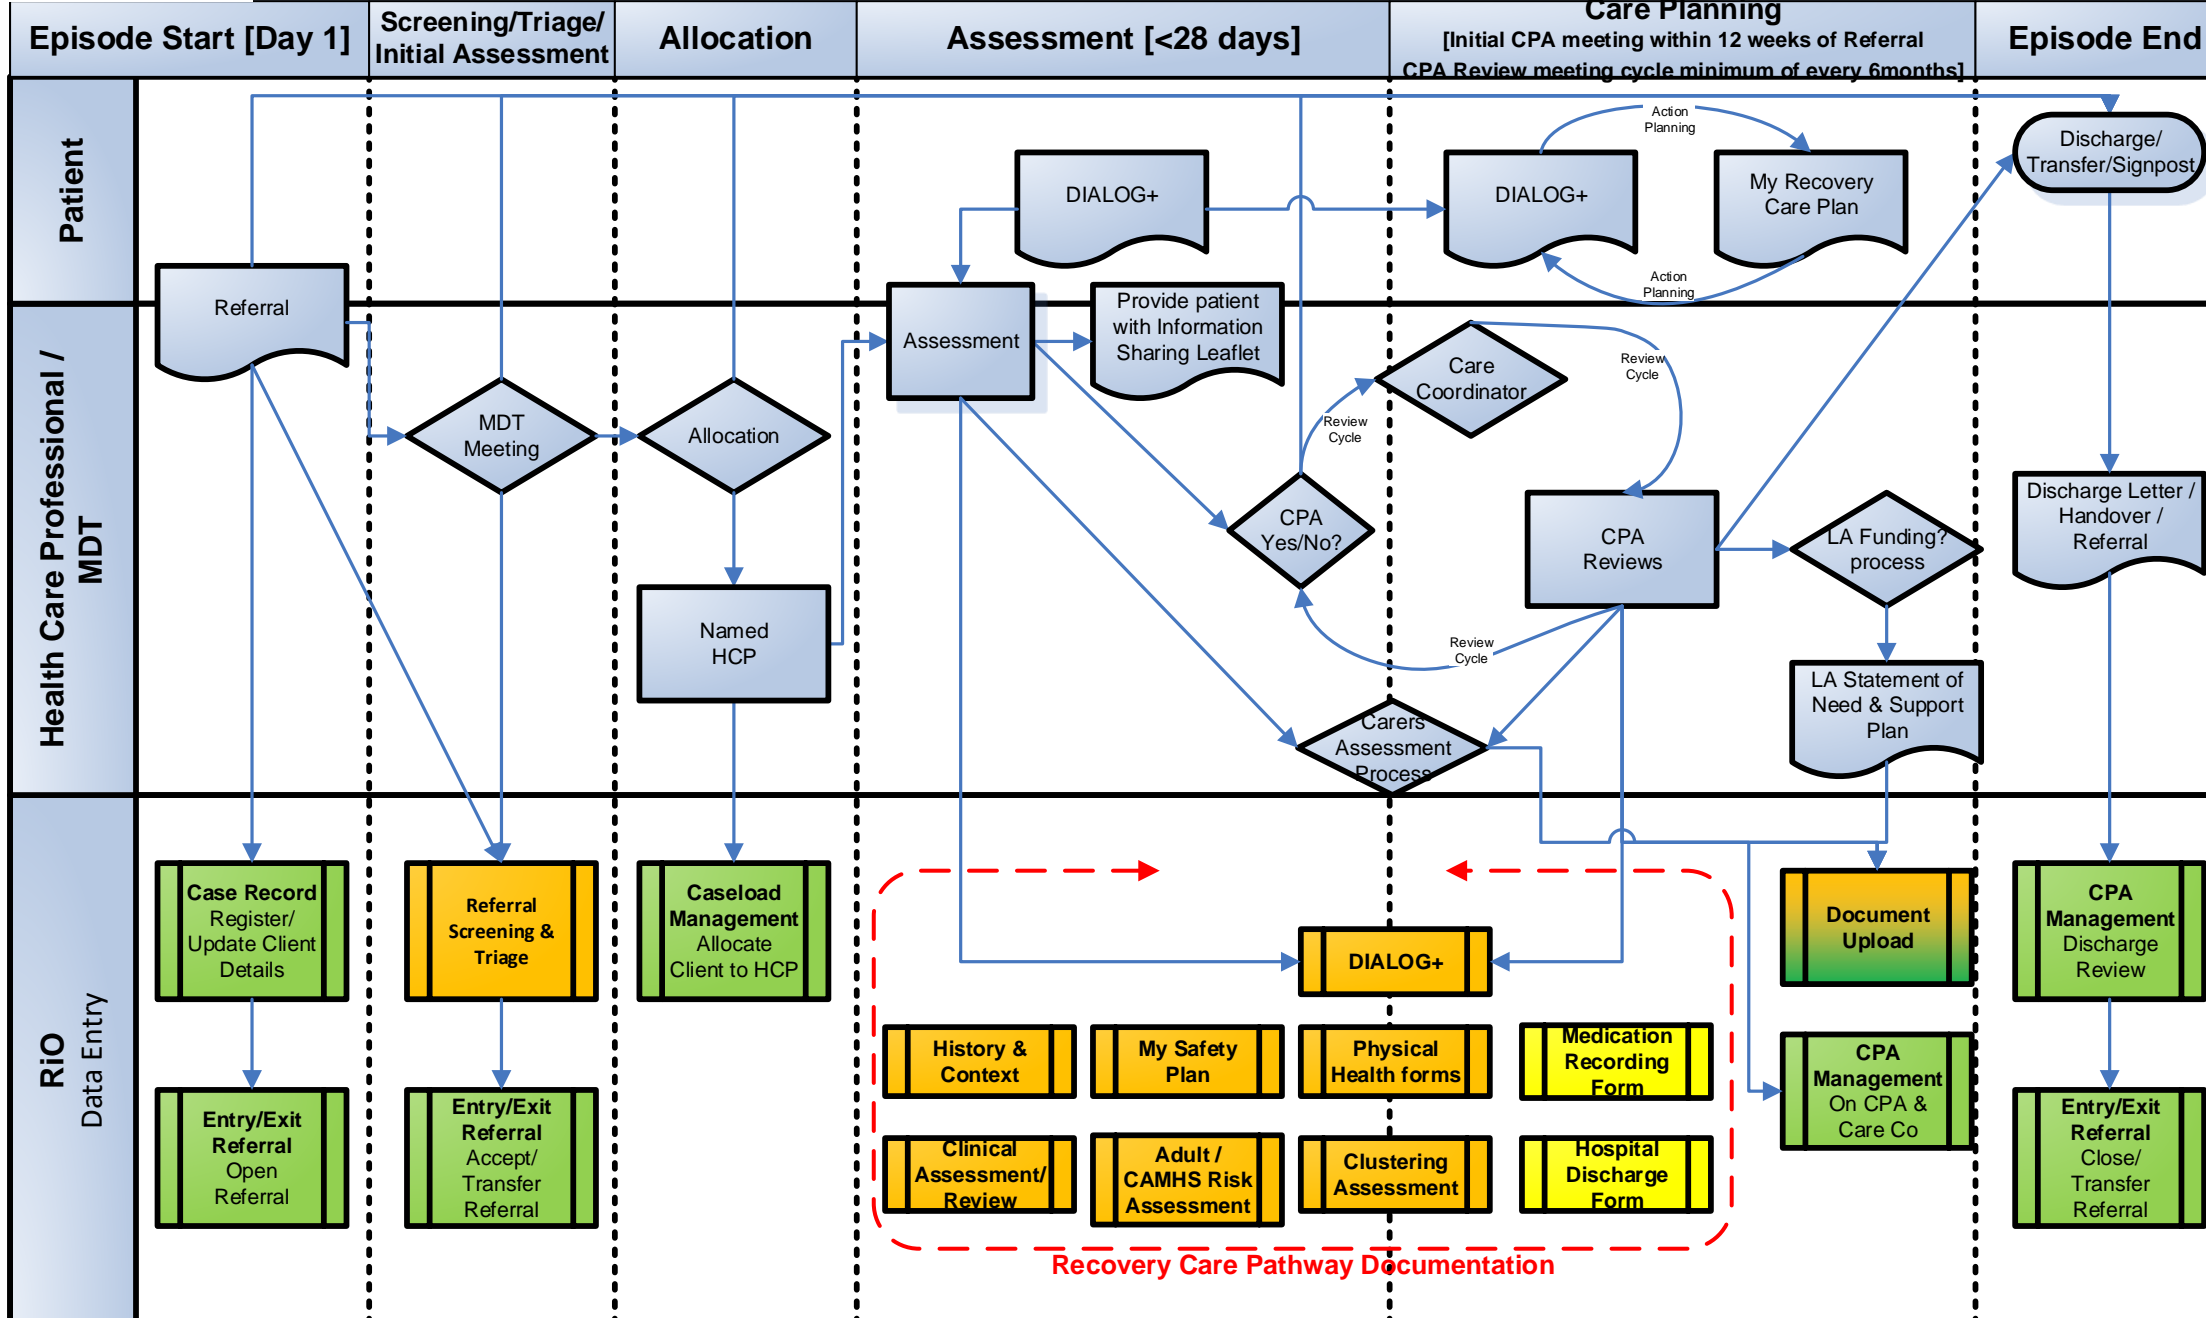 Episode Start [Day 1]
Screening/Triage/
Initial Assessment
Allocation
Assessment [<28 days]
Care Planning
[Initial CPA meeting within 12 weeks of Referral
CPA Review meeting cycle minimum of every 6months]
Episode End
Patient
Referral
DIALOG+
DIALOG+
Action
Planning
My Recovery
Care Plan
Action
Planning
Discharge/
Transfer/Signpost
Health Care Professional /
MDT
MDT
Meeting
Allocation
Named
HCP
Assessment
Provide patient
with Information
Sharing Leaflet
CPA
Yes/No?
Review
Cycle
Care
Coordinator
Review
Cycle
CPA
Reviews
Review
Cycle
Carers
Assessment
Process
LA Funding?
process
LA Statement of
Need & Support
Plan
Discharge Letter /
Handover /
Referral
RiO
Data Entry
Case Record
Register/
Update Client
Details
Entry/Exit
Referral
Open
Referral
Referral
Screening &
Triage
Entry/Exit
Referral
Accept/
Transfer
Referral
Caseload
Management
Allocate
Client to HCP
DIALOG+
History &
Context
My Safety
Plan
Physical
Health forms
Medication
Recording
Form
Clinical
Assessment/
Review
Adult /
CAMHS Risk
Assessment
Clustering
Assessment
Hospital
Discharge
Form
Recovery Care Pathway Documentation
Document
Upload
CPA
Management
On CPA &
Care Co
CPA
Management
Discharge
Review
Entry/Exit
Referral
Close/
Transfer
Referral